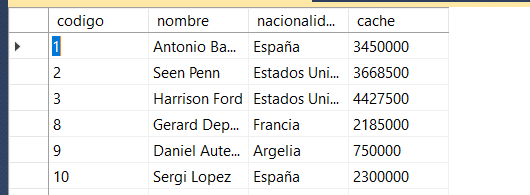 codigo nombre nacionalid... cache
1 Antonio Ba... España 3450000
2 Seen Penn Estados Uni... 3668500
3 Harrison Ford Estados Uni... 4427500
8 Gerard Dep... Francia 2185000
9 Daniel Aute... Argelia 750000
10 Sergi Lopez España 2300000